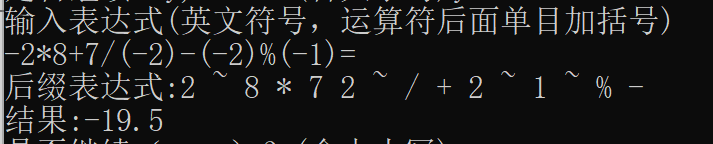 输入表达式(英文符号，运算符后面单目加括号)
-2*8+7/(-2)-(-2)%(-1)=
后缀表达式:2 ~ 8 * 7 2 ~ / + 2 ~ 1 ~ % -
结果:-19.5